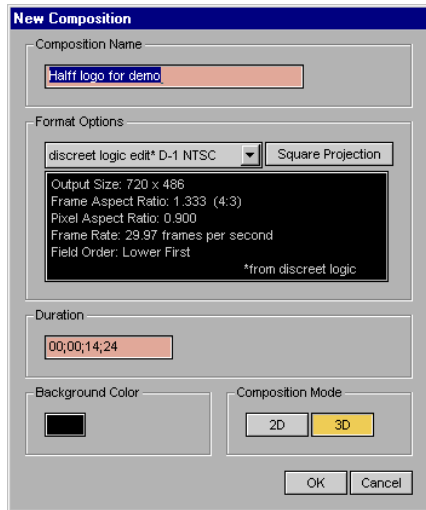 New Composition
Composition Name
Halff logo for demo
Format Options
discreet logic edit* D-1 NTSC
Square Projection
Output Size: 720 x 486
Frame Aspect Ratio: 1.333 (4:3)
Pixel Aspect Ratio: 0.900
Frame Rate: 29.97 frames per second
Field Order: Lower First
*from discreet logic
Duration
00;00;14;24
Background Color
Composition Mode
2D
3D
OK
Cancel